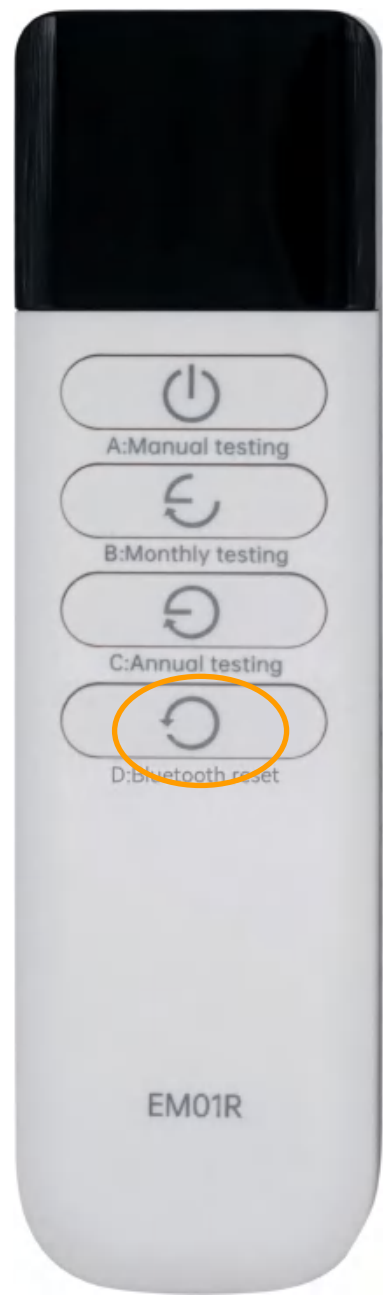 A:Manual testing
B:Monthly testing
C:Annual testing
D:Bluetooth reset
EM01R